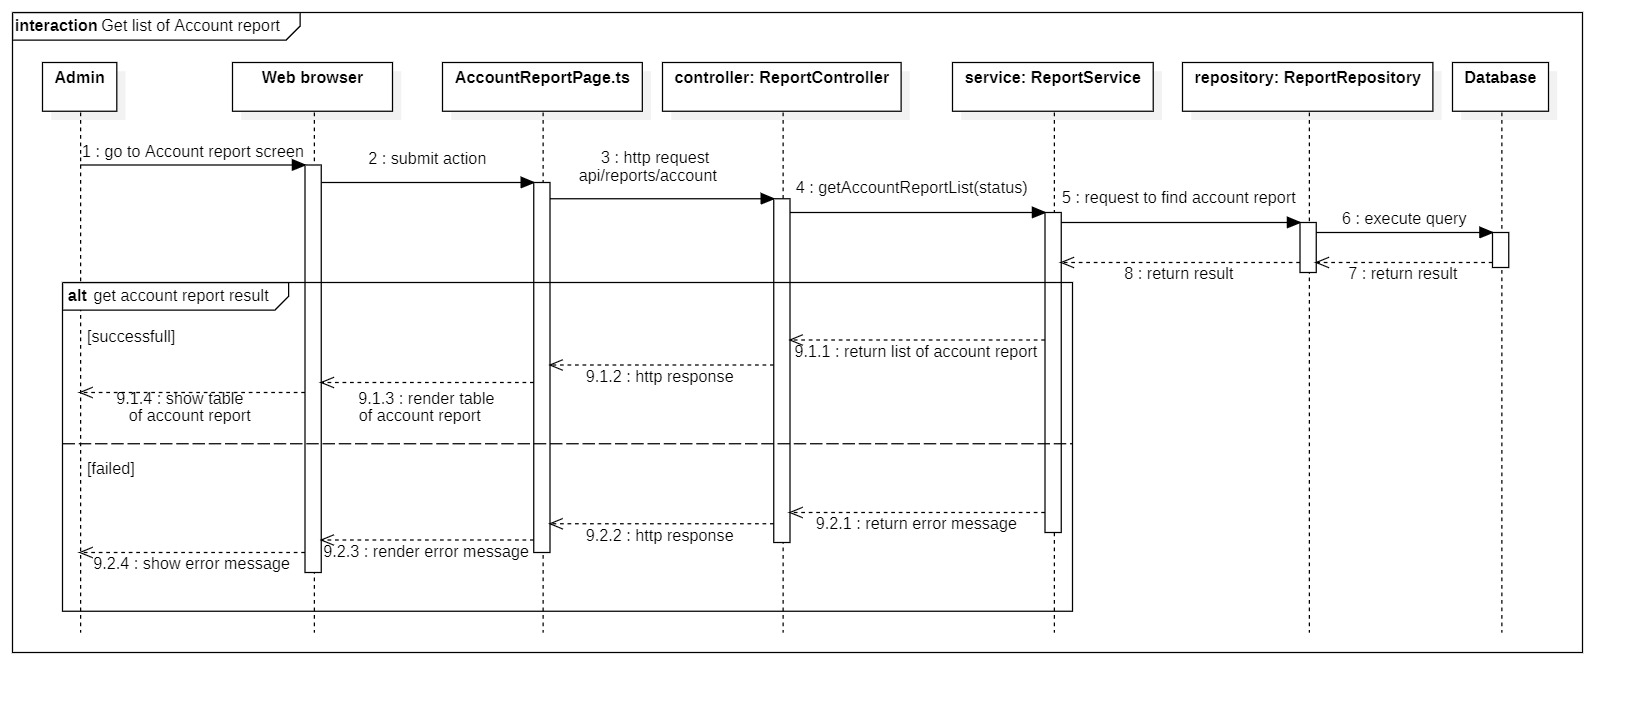 interaction Get list of Account report
Admin
Web browser
AccountReportPage.ts
controller: ReportController
service: ReportService
repository: ReportRepository
Database
1 : go to Account report screen
2 : submit action
3 : http request
api/reports/account
4 : getAccountReportList(status)
5 : request to find account report
6 : execute query
8 : return result
7 : return result
alt get account report result
[successfull]
9.1.1 : return list of account report
9.1.2 : http response
9.1.4 : show table
of account report
9.1.3 : render table
of account report
[failed]
9.2.1 : return error message
9.2.2 : http response
9.2.3 : render error message
9.2.4 : show error message